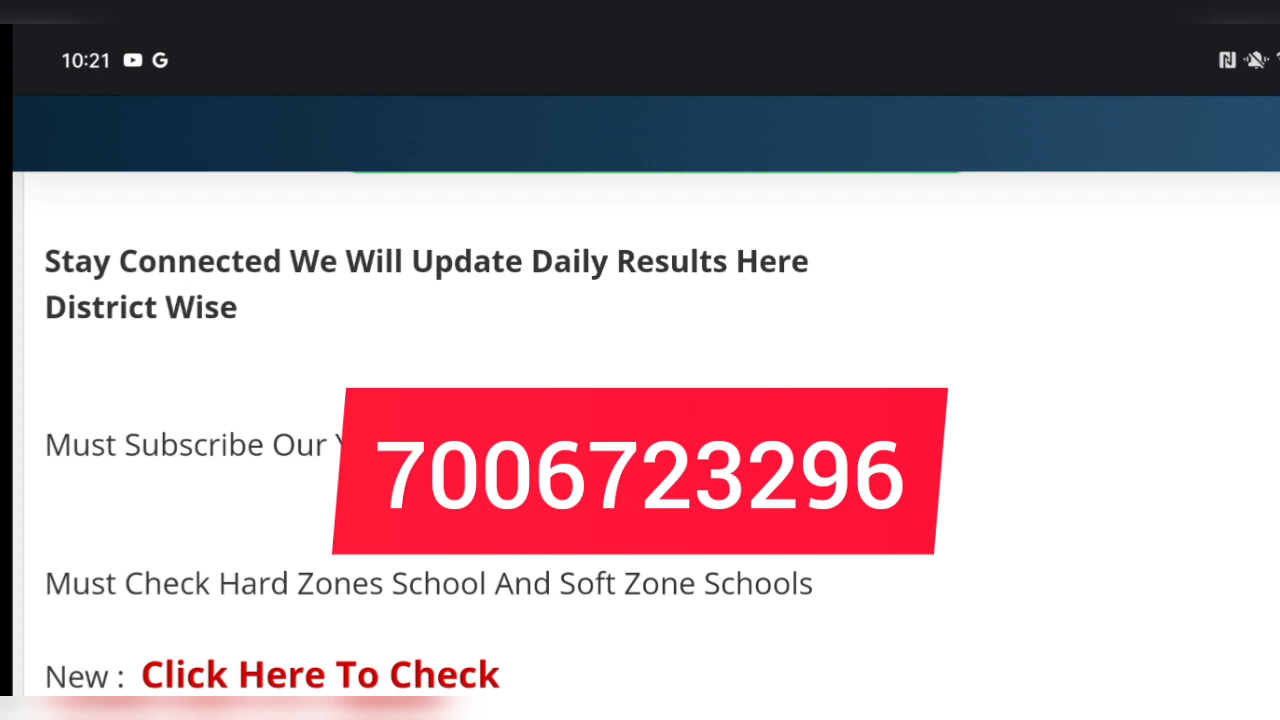 10:21
Stay Connected We Will Update Daily Results Here
District Wise
Must Subscribe Our
7006723296
Must Check Hard Zones School And Soft Zone Schools
New : Click Here To Check